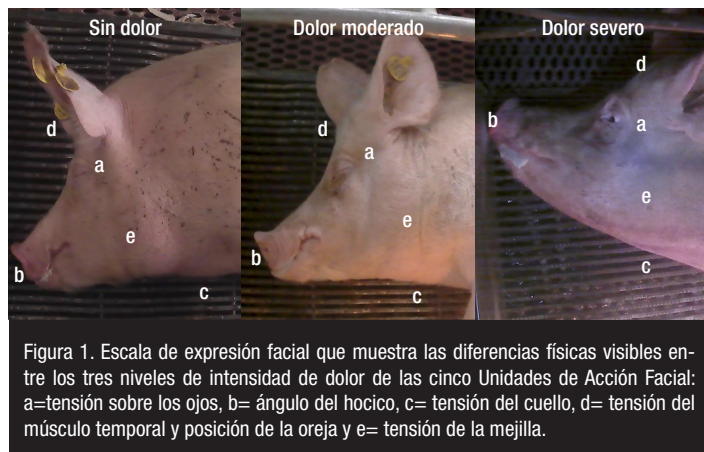 Sin dolor
Dolor moderado
Dolor severo
d
a
e
b
c
d
a
e
b
c
d
b
a
e
c
Figura 1. Escala de expresión facial que muestra las diferencias físicas visibles en-
tre los tres niveles de intensidad de dolor de las cinco Unidades de Acción Facial:
a=tensión sobre los ojos, b= ángulo del hocico, c= tensión del cuello, d= tensión del
músculo temporal y posición de la oreja y e= tensión de la mejilla.